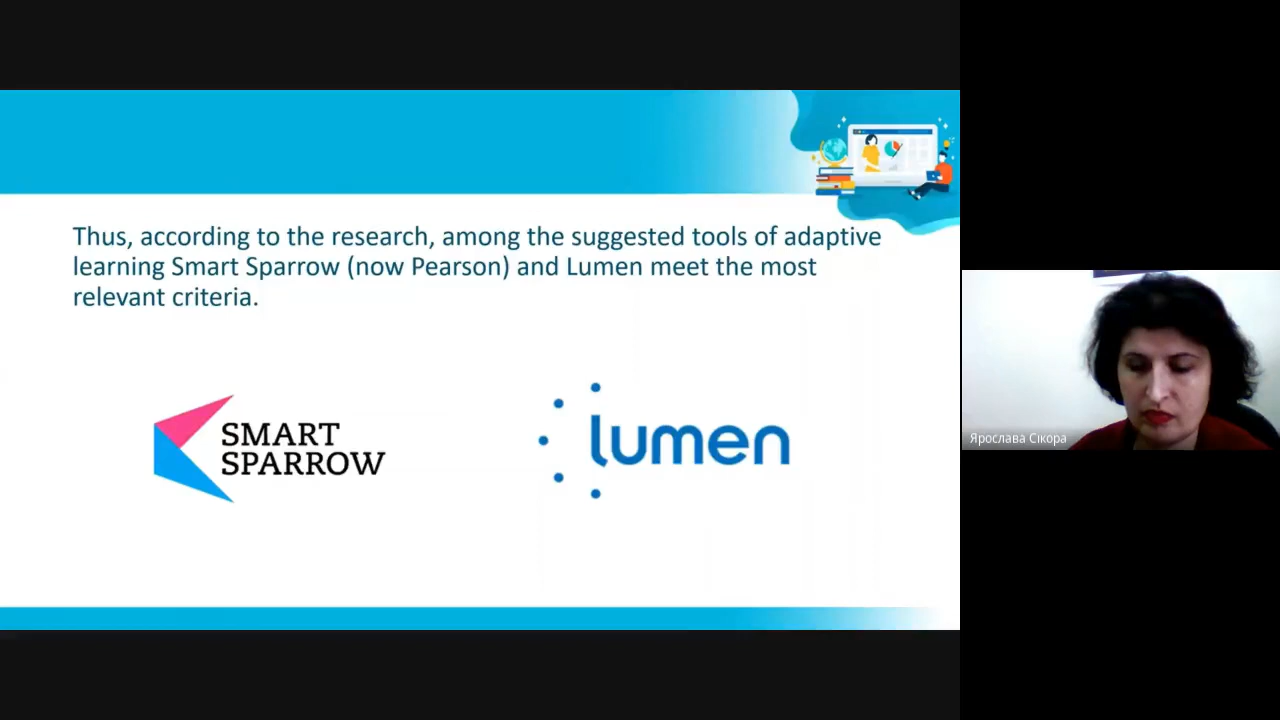 Thus, according to the research, among the suggested tools of adaptive
learning Smart Sparrow (now Pearson) and Lumen meet the most
relevant criteria.
SMART
SPARROW
lumen
Ярослава Сікора